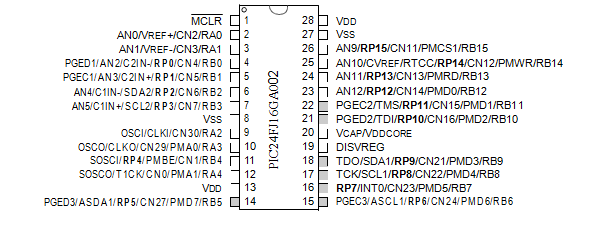 MCLR 1 28 VDD
AN0/VREF+/CN2/RA0 2 27 VSS
AN1/VREF-/CN3/RA1 3 26 AN9/RP15/CN11/PMCS1/RB15
PGED1/AN2/C2IN-/RP0/CN4/RB0 4 25 AN10/CVREF/RTCC/RP14/CN12/PMWR/RB14
PGEC1/AN3/C2IN+/RP1/CN5/RB1 5 24 AN11/RP13/CN13/PMRD/RB13
AN4/C1IN-/SDA2/RP2/CN6/RB2 6 23 AN12/RP12/CN14/PMD0/RB12
AN5/C1IN+/SCL2/RP3/CN7/RB3 7 22 PGEC2/TMS/RP11/CN15/PMD1/RB11
VSS 8 21 PGED2/TDI/RP10/CN16/PMD2/RB10
OSCI/CLKI/CN30/RA2 9 20 VCAP/VDDCORE
OSCO/CLKO/CN29/PMA0/RA3 10 19 DISVREG
SOSCI/RP4/PMBE/CN1/RB4 11 18 TDO/SDA1/RP9/CN21/PMD3/RB9
SOSCO/T1CK/CN0/PMA1/RA4 12 17 TCK/SCL1/RP8/CN22/PMD4/RB8
VDD 13 16 RP7/INT0/CN23/PMD5/RB7
PGED3/ASDA1/RP5/CN27/PMD7/RB5 14 15 PGEC3/ASCL1/RP6/CN24/PMD6/RB6
PIC24FJ16GA002